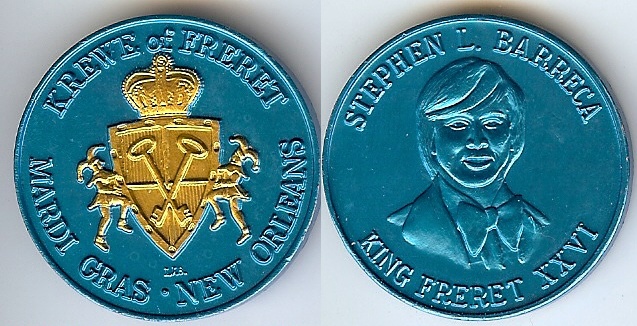 KREWE of FRERET
MARDI GRAS • NEW ORLEANS
STEPHEN L. BARRECA
KING FRERET XXVI